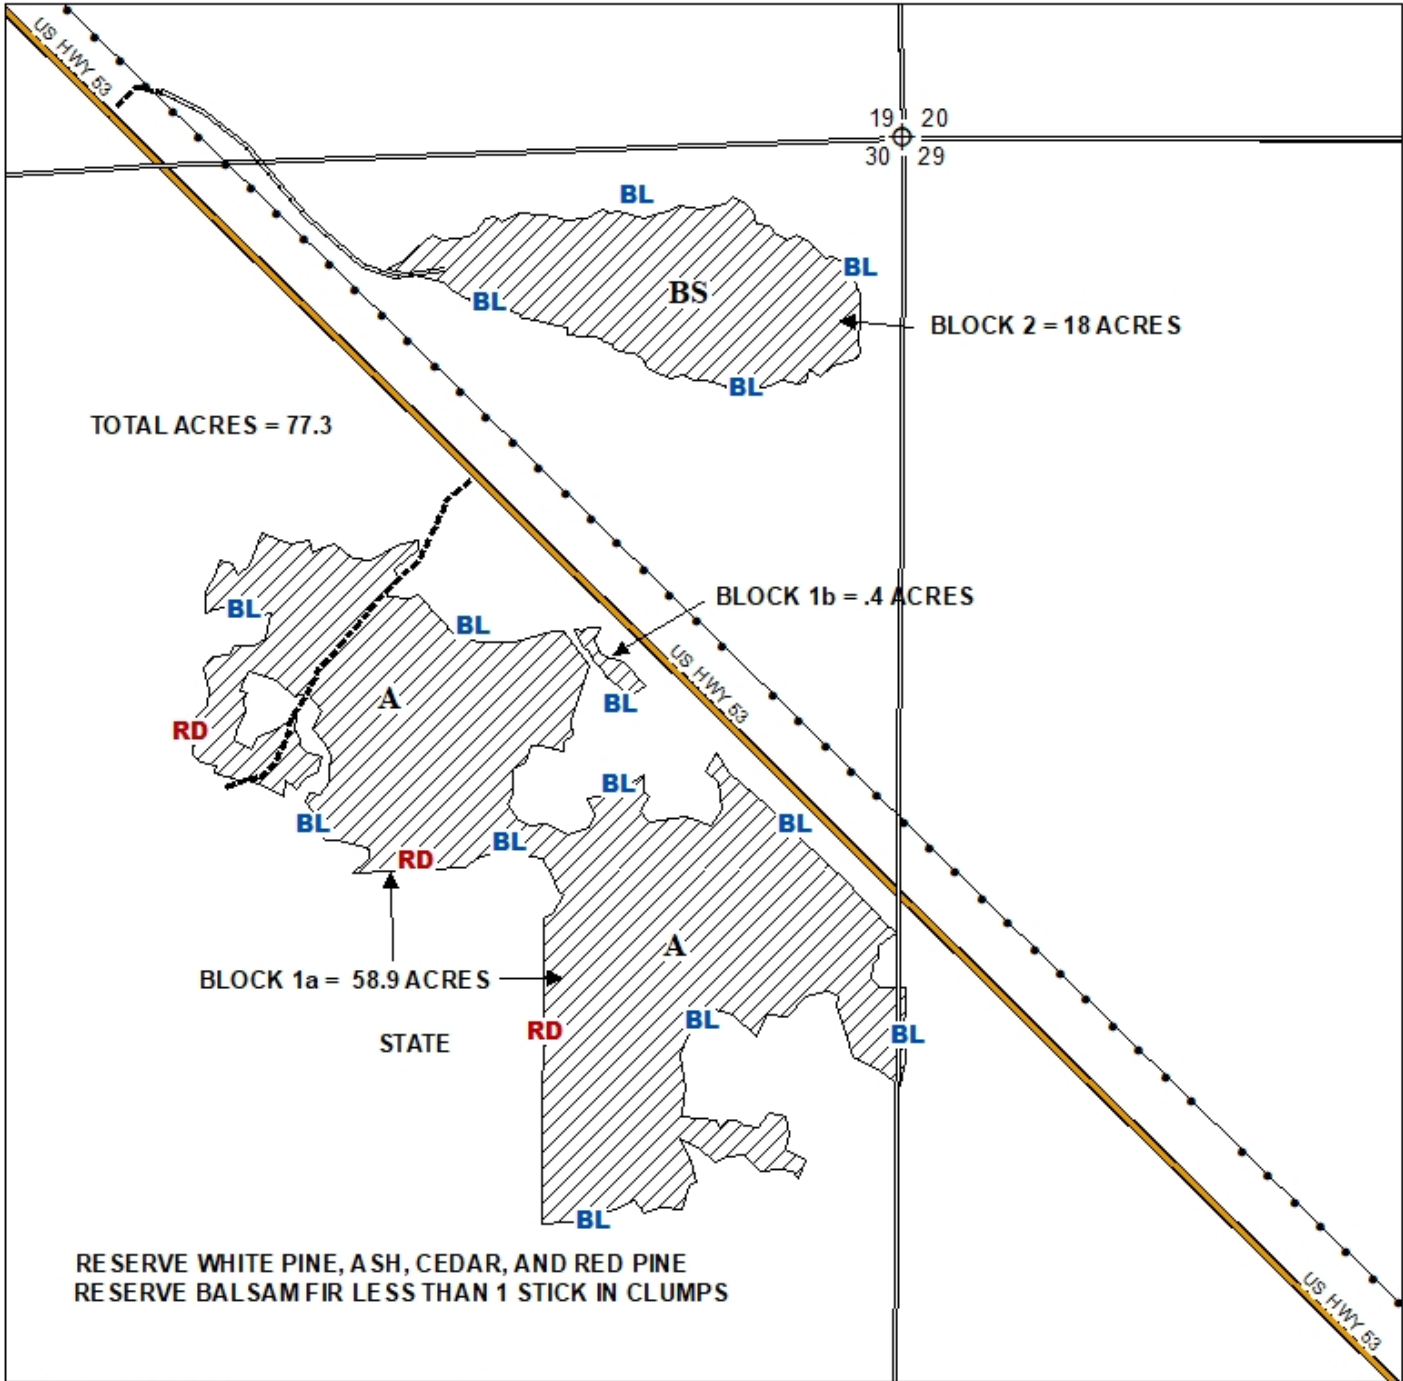 US HWY 53
19 20
30 29
BL
BL
BS
BL
BLOCK 2 = 18 ACRES
BL
TOTAL ACRES = 77.3
BLOCK 1b = .4 ACRES
BL
BL
US HWY 53
A
BL
RD
BL
BL
BL
BL
RD
A
BLOCK 1a = 58.9 ACRES
BL
RD
BL
STATE
BL
RESERVE WHITE PINE, ASH, CEDAR, AND RED PINE
RESERVE BALSAM FIR LESS THAN 1 STICK IN CLUMPS
US HWY 53